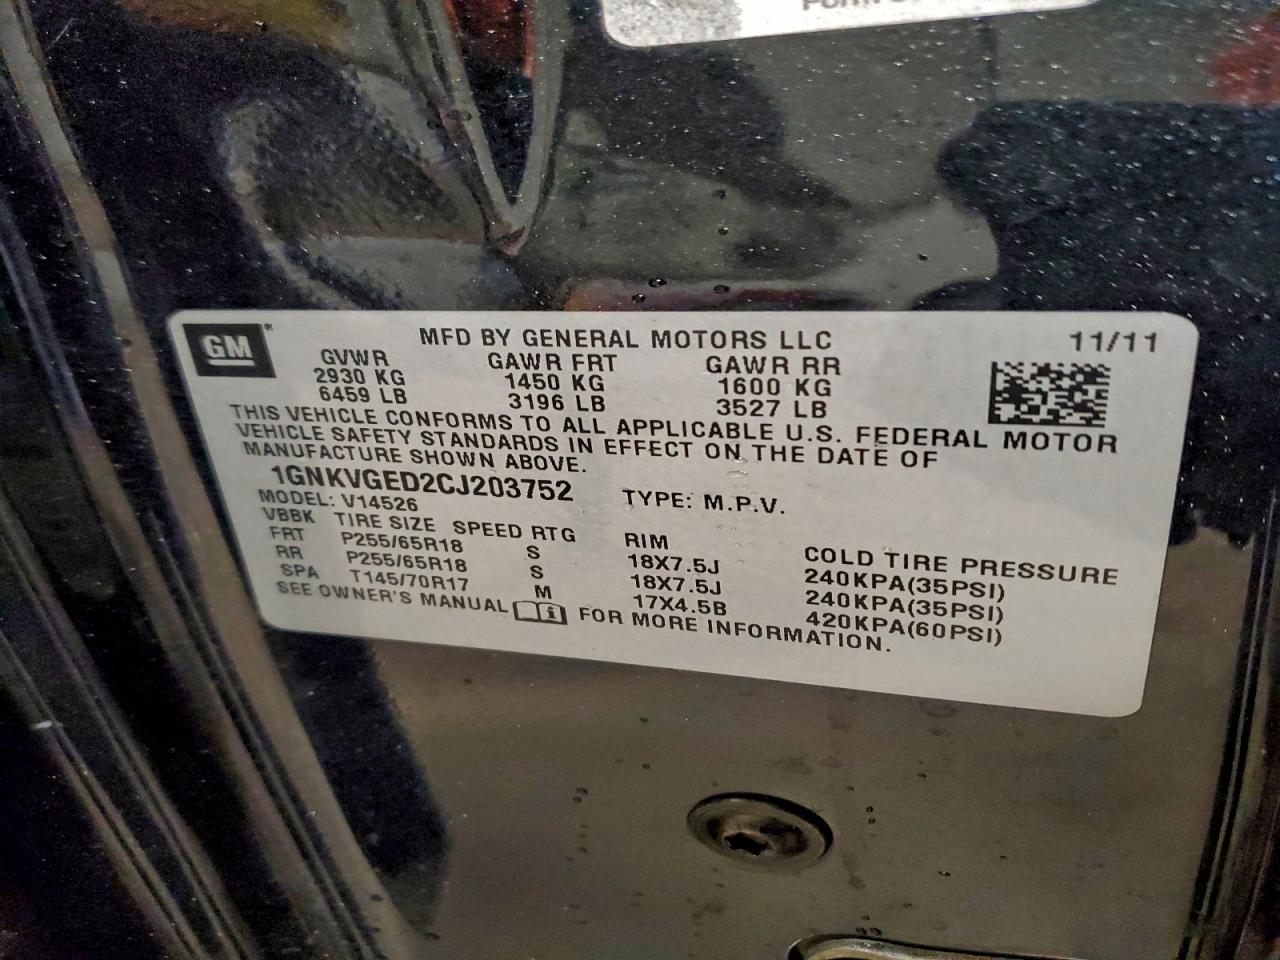 GM
MFD BY GENERAL MOTORS LLC 11/11
GVWR GAWR FRT GAWR RR
2930 KG 1450 KG 1600 KG
6459 LB 3196 LB 3527 LB
THIS VEHICLE CONFORMS TO ALL APPLICABLE U.S. FEDERAL MOTOR
VEHICLE SAFETY STANDARDS IN EFFECT ON THE DATE OF
MANUFACTURE SHOWN ABOVE.
1GNKVGED2CJ203752 TYPE: M.P.V.
MODEL: V14526
VBBK TIRE SIZE SPEED RTG RIM COLD TIRE PRESSURE
FRT P255/65R18 S 18X7.5J 240KPA(35PSI)
RR P255/65R18 S 18X7.5J 240KPA(35PSI)
SPA T145/70R17 M 17X4.5B 420KPA(60PSI)
SEE OWNER'S MANUAL FOR MORE INFORMATION.